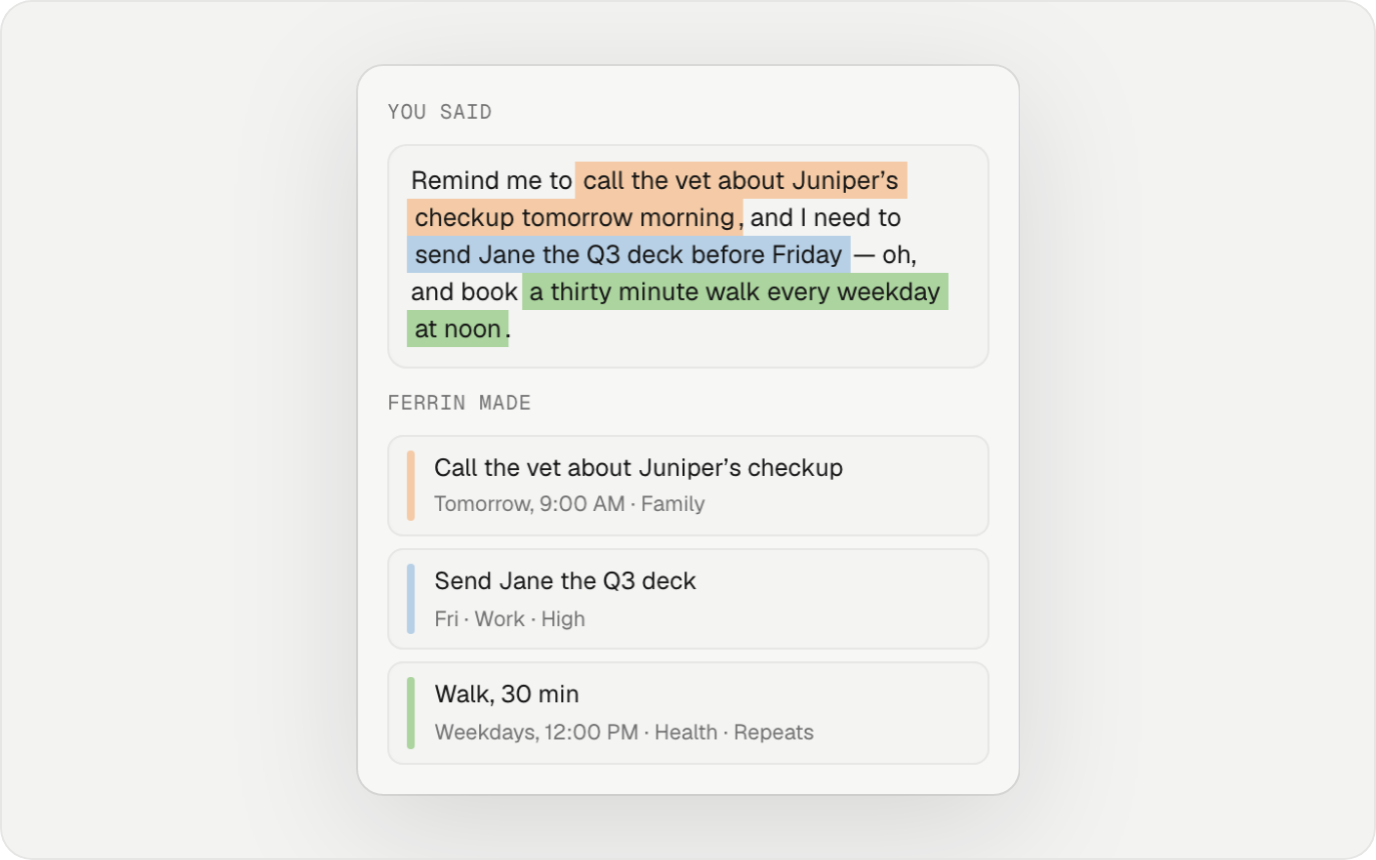 YOU SAID
Remind me to call the vet about Juniper’s
checkup tomorrow morning, and I need to
send Jane the Q3 deck before Friday — oh,
and book a thirty minute walk every weekday
at noon.
FERRIN MADE
Call the vet about Juniper’s checkup
Tomorrow, 9:00 AM · Family
Send Jane the Q3 deck
Fri · Work · High
Walk, 30 min
Weekdays, 12:00 PM · Health · Repeats